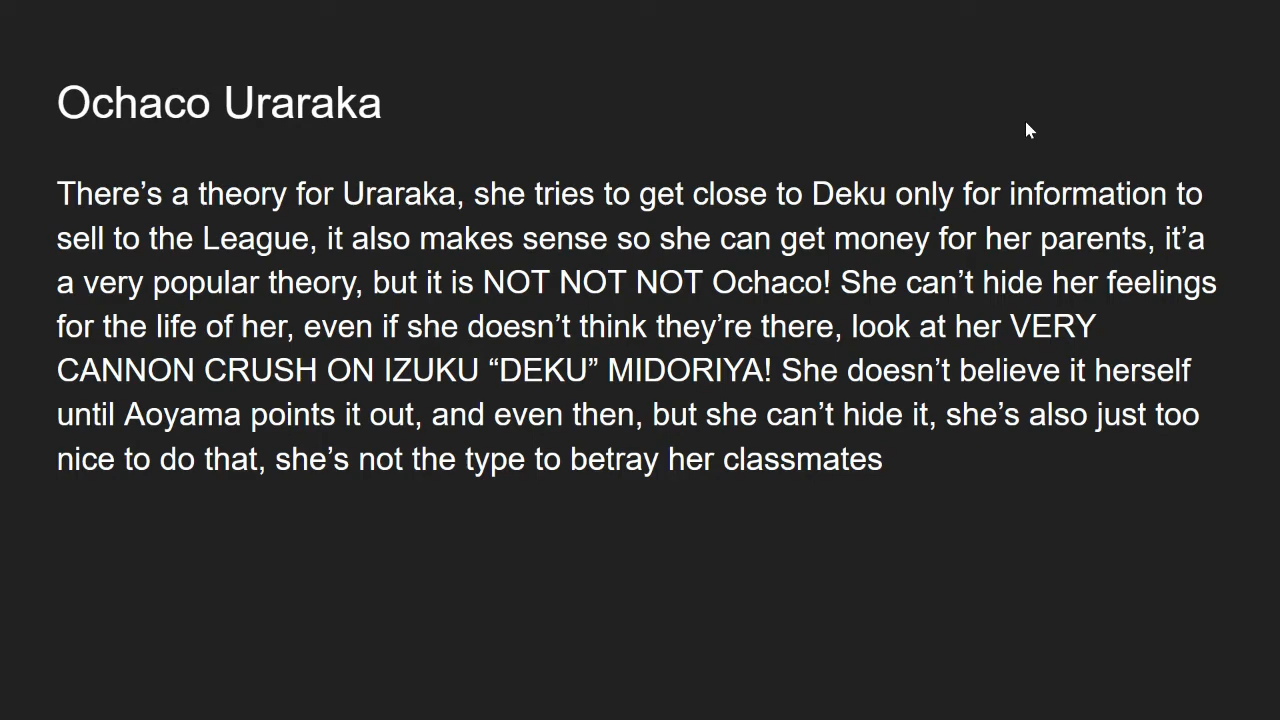 Ochaco Uraraka
There’s a theory for Uraraka, she tries to get close to Deku only for information to
sell to the League, it also makes sense so she can get money for her parents, it’a
a very popular theory, but it is NOT NOT NOT Ochaco! She can’t hide her feelings
for the life of her, even if she doesn’t think they’re there, look at her VERY
CANNON CRUSH ON IZUKU “DEKU” MIDORIYA! She doesn’t believe it herself
until Aoyama points it out, and even then, but she can’t hide it, she’s also just too
nice to do that, she’s not the type to betray her classmates